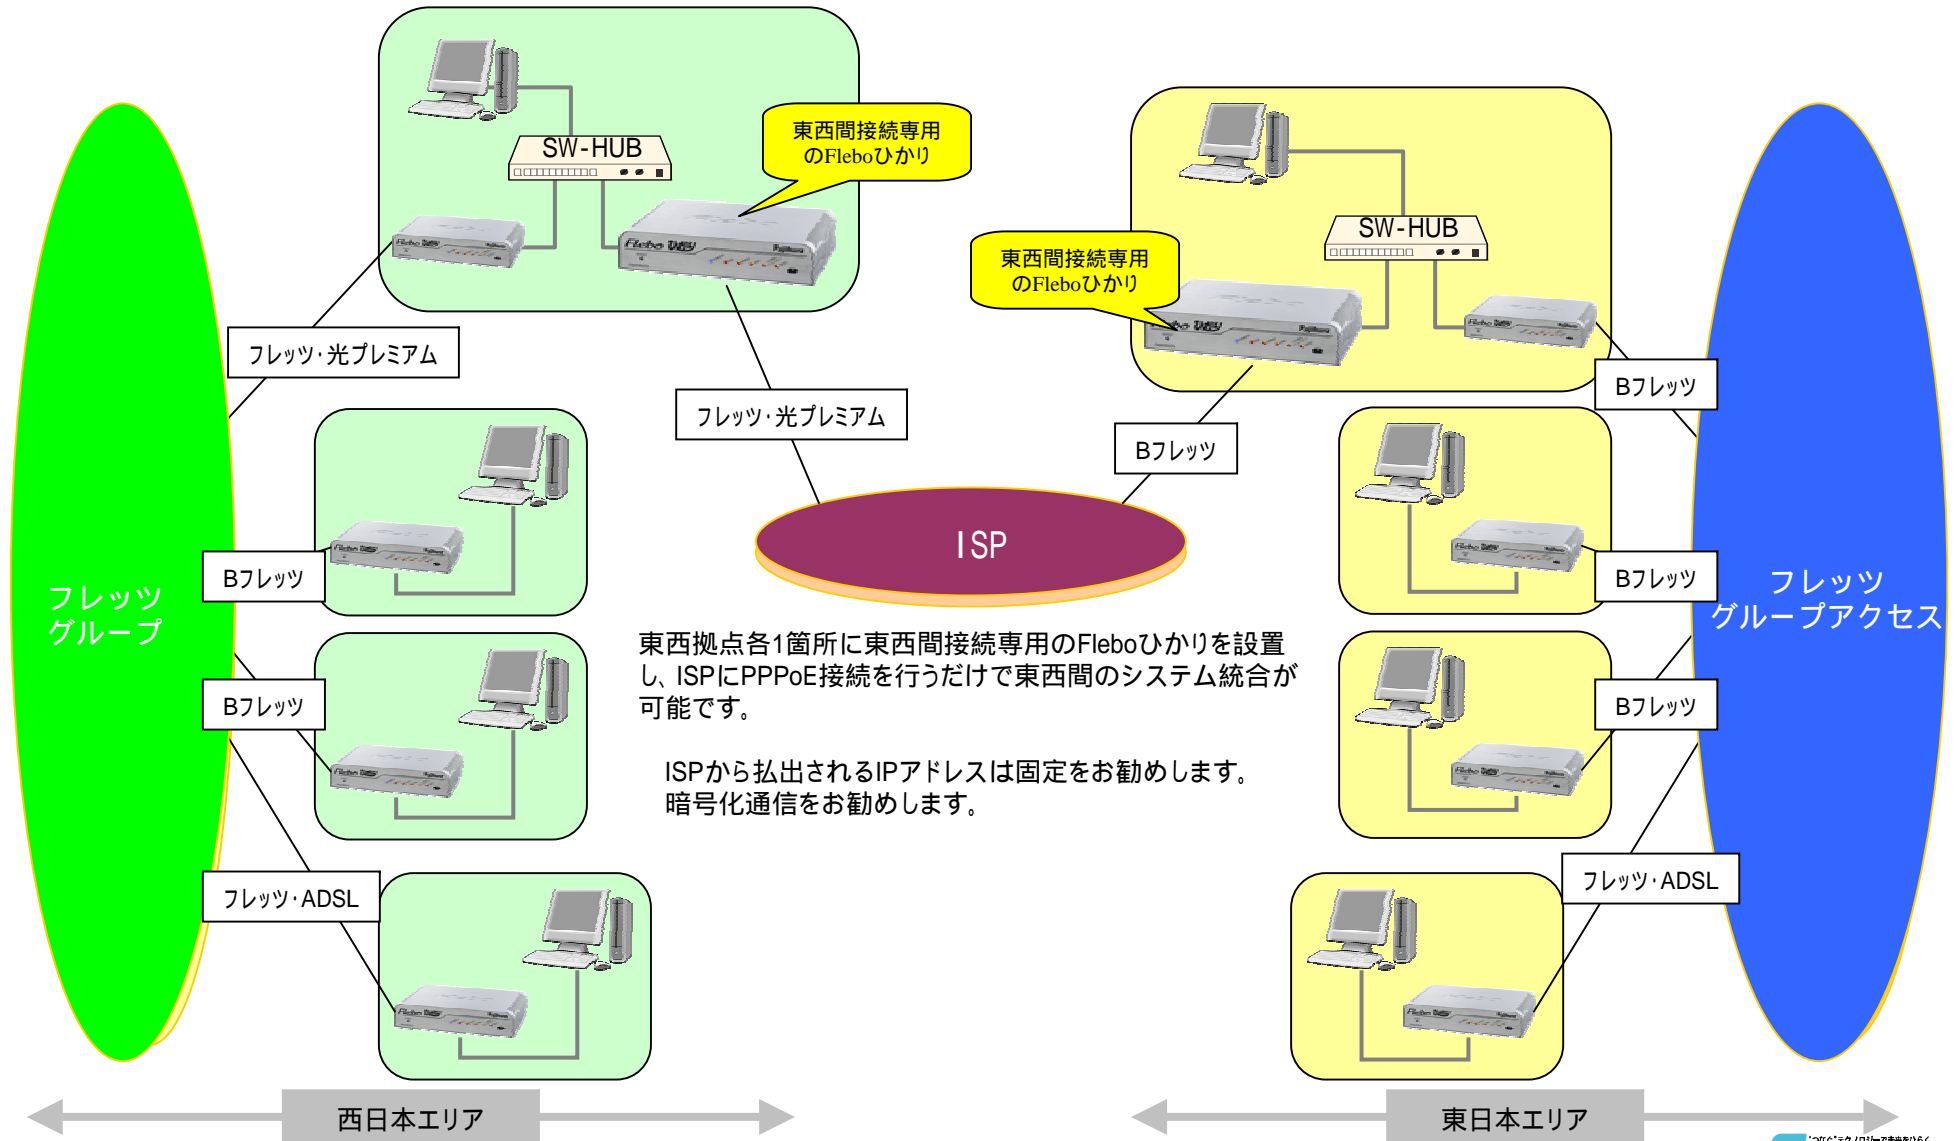 SW-HUB
東西間接続専用
のFleboひかり
SW-HUB
東西間接続専用
のFleboひかり
フレッツ・光プレミアム
フレッツ・光プレミアム
Bフレッツ
Bフレッツ
ISP
Bフレッツ
Bフレッツ
フレッツ
グループ
フレッツ
グループアクセス
東西拠点各1箇所に東西間接続専用のFleboひかりを設置
し、ISPにPPPoE接続を行うだけで東西間のシステム統合が
可能です。
Bフレッツ
Bフレッツ
ISPから払出されるIPアドレスは固定をお勧めします。
暗号化通信をお勧めします。
フレッツ・ADSL
フレッツ・ADSL
西日本エリア
東日本エリア